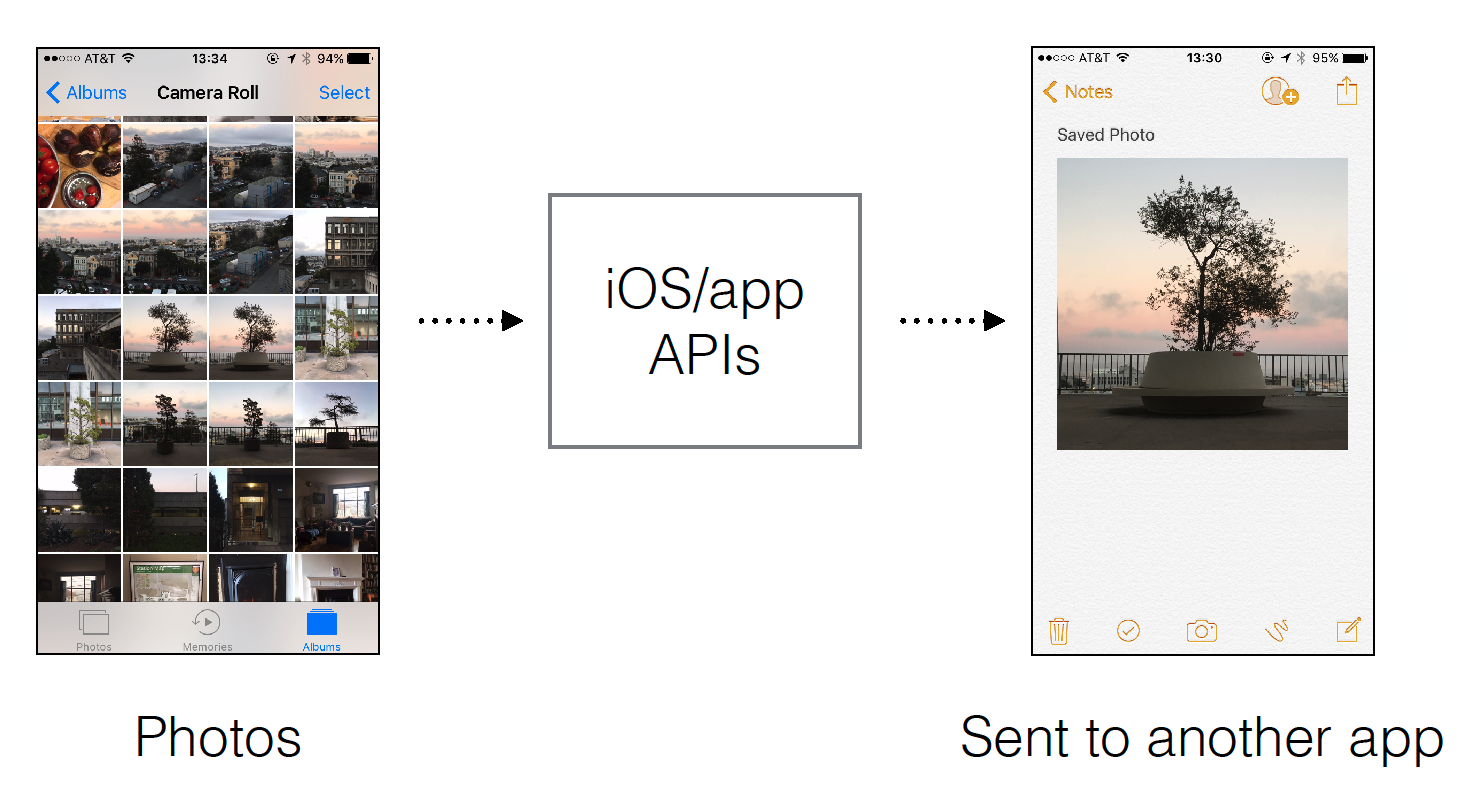 AT&T 13:34 94%
Albums Camera Roll Select
Photos Memories Albums
Photos
iOS/app
APIs
AT&T 13:30 95%
Notes
Saved Photo
Sent to another app